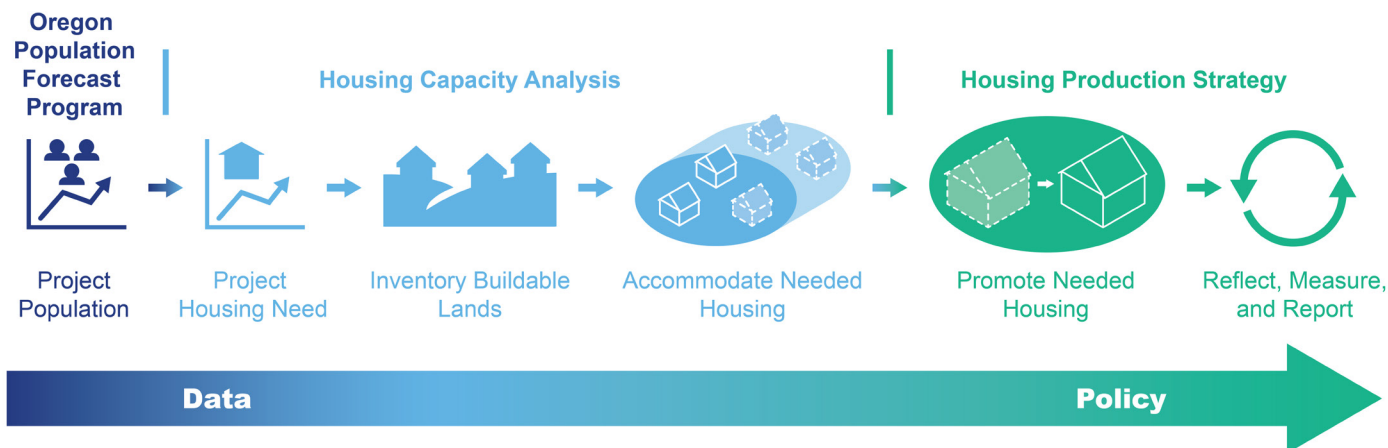 Oregon
Population
Forecast
Program
Housing Capacity Analysis
Housing Production Strategy
Project
Population
Project
Housing Need
Inventory Buildable
Lands
Accommodate Needed
Housing
Promote Needed
Housing
Reflect, Measure,
and Report
Data
Policy